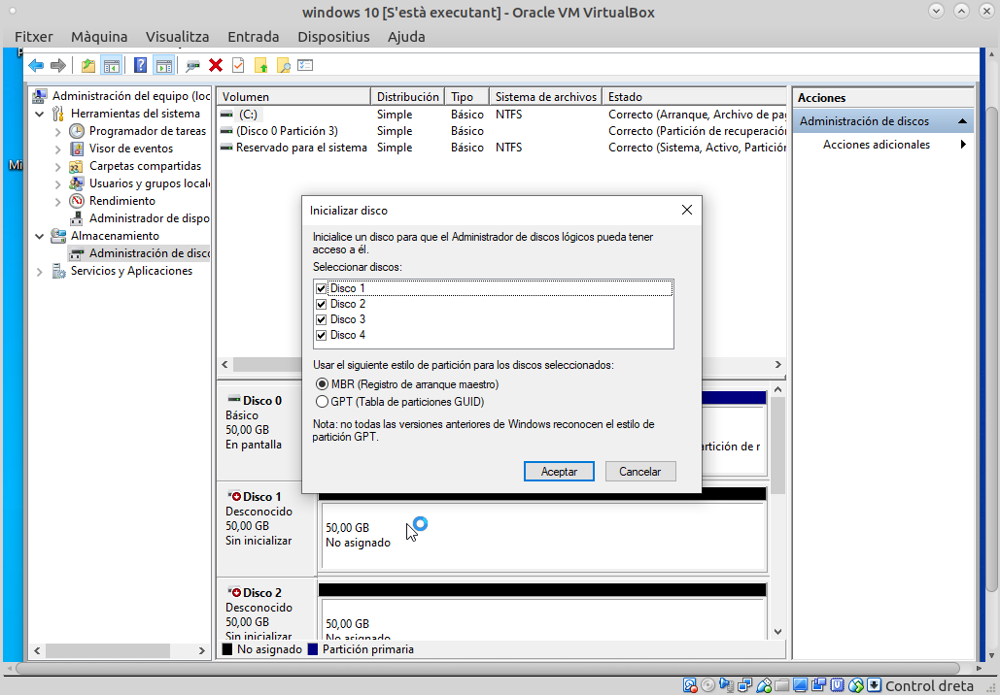 windows 10 [S'està executant] - Oracle VM VirtualBox
Fitxer Màquina Visualitza Entrada Dispositius Ajuda
Administración del equipo (loc
Herramientas del sistema
Programador de tareas
Visor de eventos
Carpetas compartidas
Usuarios y grupos locale
Rendimiento
Administrador de dispo
Almacenamiento
Administración de disco
Servicios y Aplicaciones
Mi
Volumen Distribución Tipo Sistema de archivos Estado
(C:) Simple Básico NTFS Correcto (Arranque, Archivo de pag
(Disco 0 Partición 3) Simple Básico Correcto (Partición de recuperació
Reservado para el sistema Simple Básico NTFS Correcto (Sistema, Activo, Partición
Acciones
Administración de discos
Acciones adicionales
Inicializar disco
Inicialice un disco para que el Administrador de discos lógicos pueda tener
acceso a él.
Seleccionar discos:
Disco 1
Disco 2
Disco 3
Disco 4
Usar el siguiente estilo de partición para los discos seleccionados:
MBR (Registro de arranque maestro)
GPT (Tabla de particiones GUID)
Nota: no todas las versiones anteriores de Windows reconocen el estilo de
partición GPT.
Aceptar Cancelar
Disco 0
Básico
50,00 GB
En pantalla
artición de r
Disco 1
Desconocido
50,00 GB
Sin inicializar
50,00 GB
No asignado
Disco 2
Desconocido
50,00 GB
Sin inicializar
50,00 GB
No asignado
No asignado Partición primaria
Control dreta